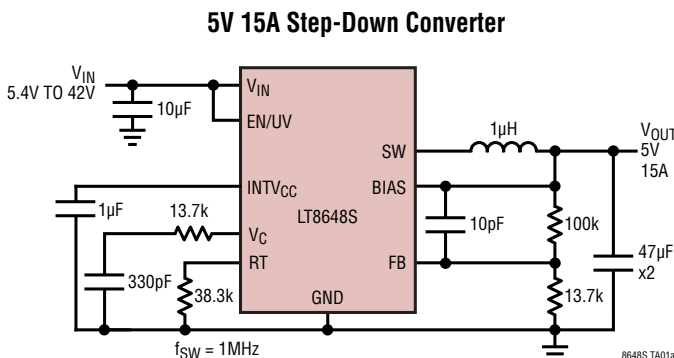 5V 15A Step-Down Converter
VIN
5.4V TO 42V
10µF
VIN
EN/UV
SW
1µH
VOUT
5V
15A
INTVCC
BIAS
1µF
13.7k
LT8648S
10pF
100k
VC
RT
FB
47µF
x2
330pF
38.3k
GND
13.7k
fSW = 1MHz
8648S TA01a